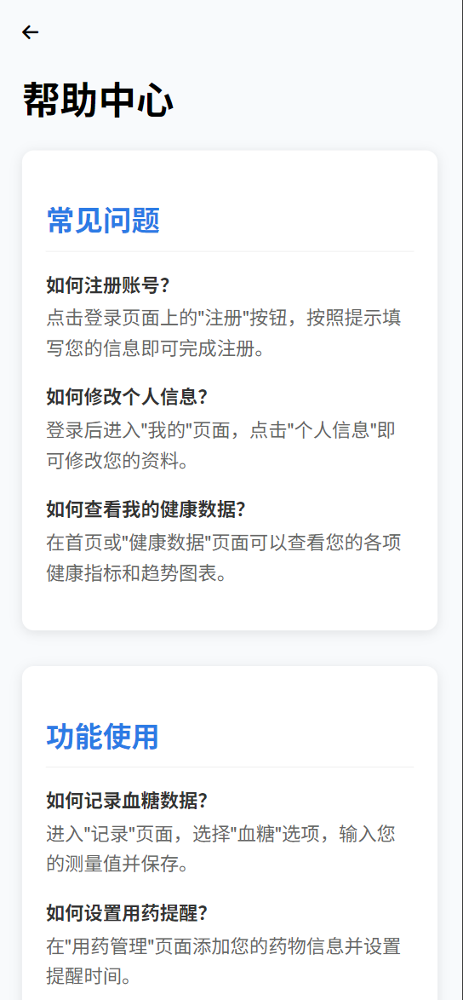 帮助中心
常见问题
如何注册账号？
点击登录页面上的"注册"按钮，按照提示填
写您的信息即可完成注册。
如何修改个人信息？
登录后进入"我的"页面，点击"个人信息"即
可修改您的资料。
如何查看我的健康数据？
在首页或"健康数据"页面可以查看您的各项
健康指标和趋势图表。
功能使用
如何记录血糖数据？
进入"记录"页面，选择"血糖"选项，输入您
的测量值并保存。
如何设置用药提醒？
在"用药管理"页面添加您的药物信息并设置
提醒时间。